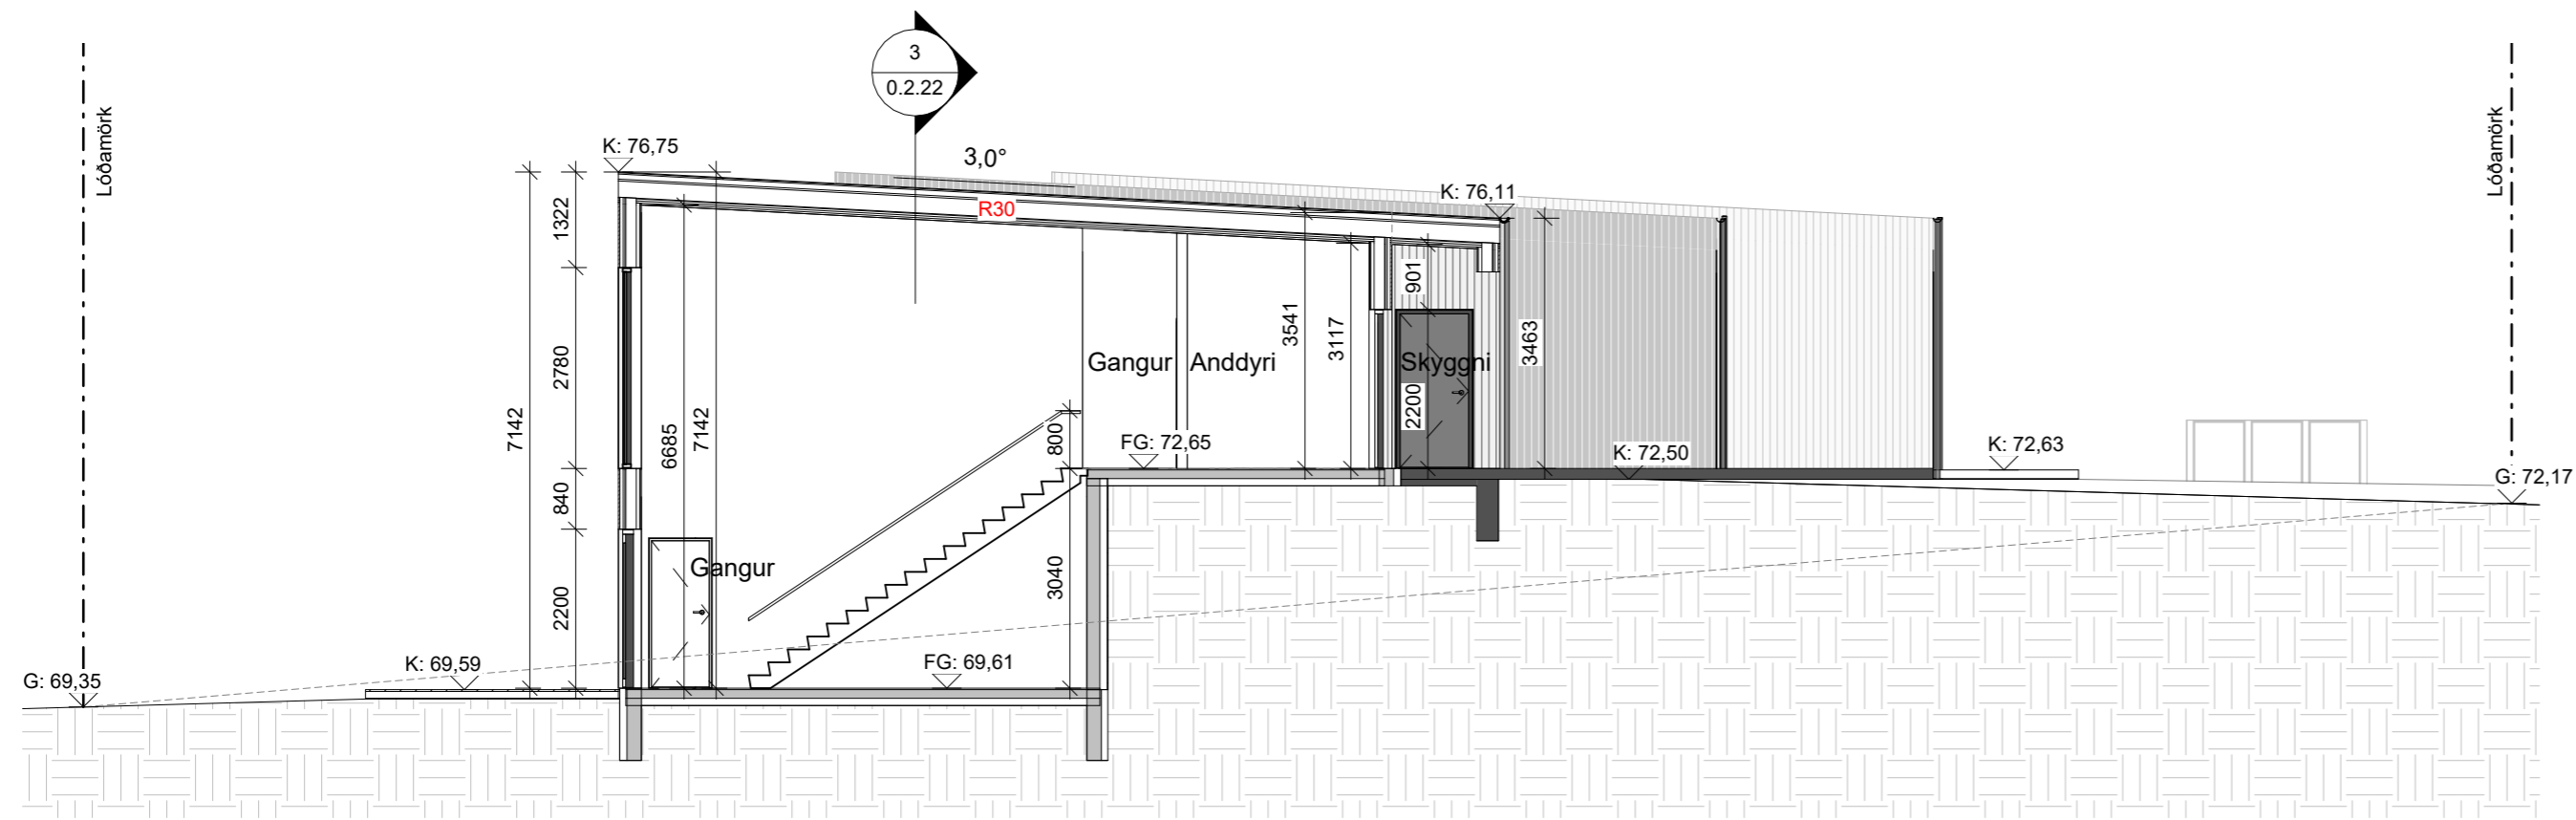 3
0.2.22
Lóðamörk
Lóðamörk
K: 76,75
3,0°
R30
K: 76,11
1322
2780
840
2200
7142
6685
7142
Gangur
Anddyri
Skyggni
3541
3117
901
2200
3463
800
3040
FG: 72,65
K: 72,50
K: 72,63
G: 72,17
Gangur
FG: 69,61
K: 69,59
G: 69,35